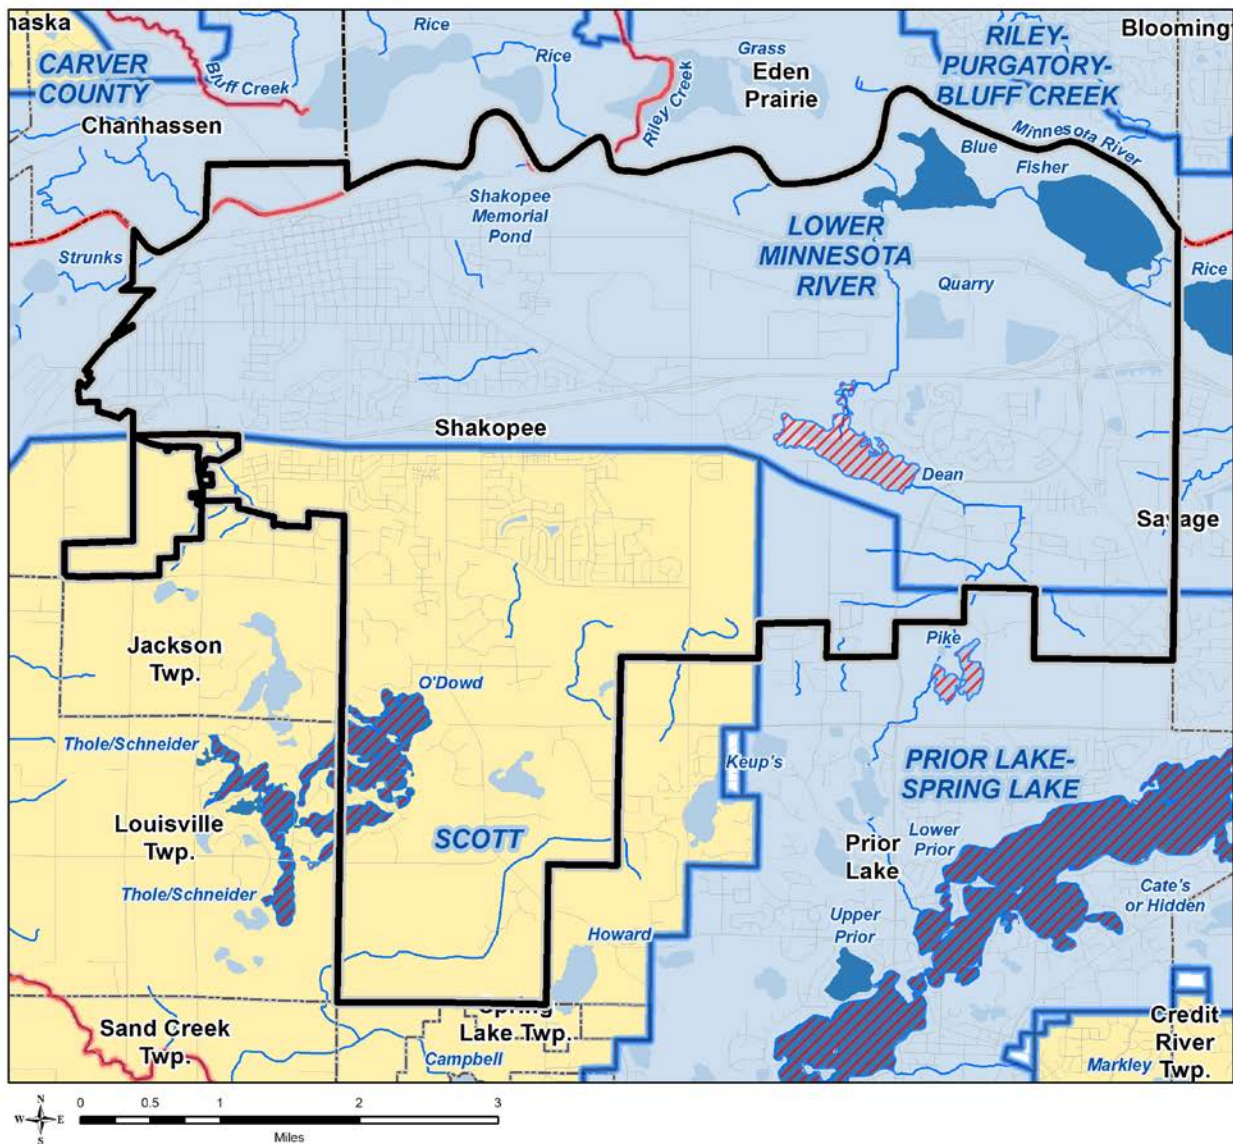 naska
Rice
Rice
Grass
Eden
Prairie
RILEY-
PURGATORY-
BLUFF CREEK
Blooming
CARVER
COUNTY
Bluff Creek
Riley Creek
Chanhassen
Minnesota River
Blue
Fisher
Shakopee
Memorial
Pond
LOWER
MINNESOTA
RIVER
Strunks
Quarry
Rice
Shakopee
Dean
Savage
Jackson
Twp.
Pike
O'Dowd
Thole/Schneider
Keup's
PRIOR LAKE-
SPRING LAKE
Louisville
Twp.
SCOTT
Lower
Prior
Prior
Lake
Thole/Schneider
Cate's
or Hidden
Upper
Prior
Howard
Sand Creek
Twp.
Spring
Lake Twp.
Campbell
Credit
River
Twp.
Markley
N
W E
S
0 0.5 1 2 3
Miles